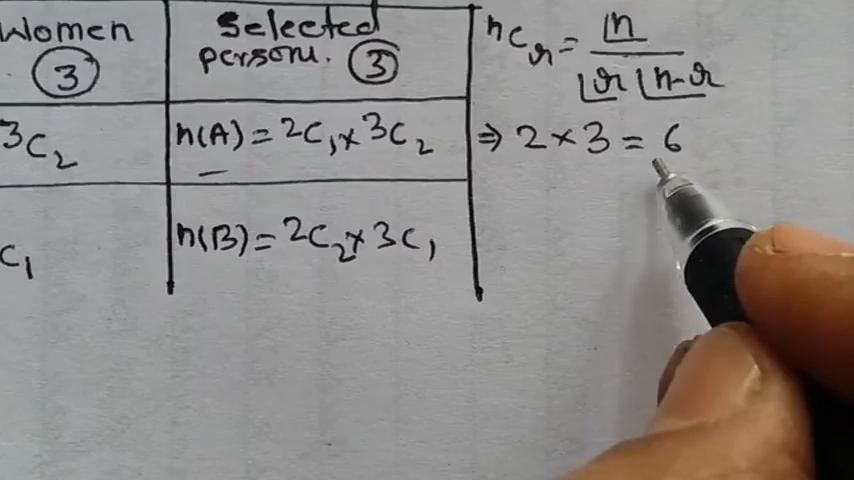 Women
3
Selected
person. 3
ⁿCᵣ = |n / |r |n-r
³C₂
n(A) = ²C₁ × ³C₂
⇒ 2 × 3 = 6
C₁
n(B) = ²C₂ × ³C₁